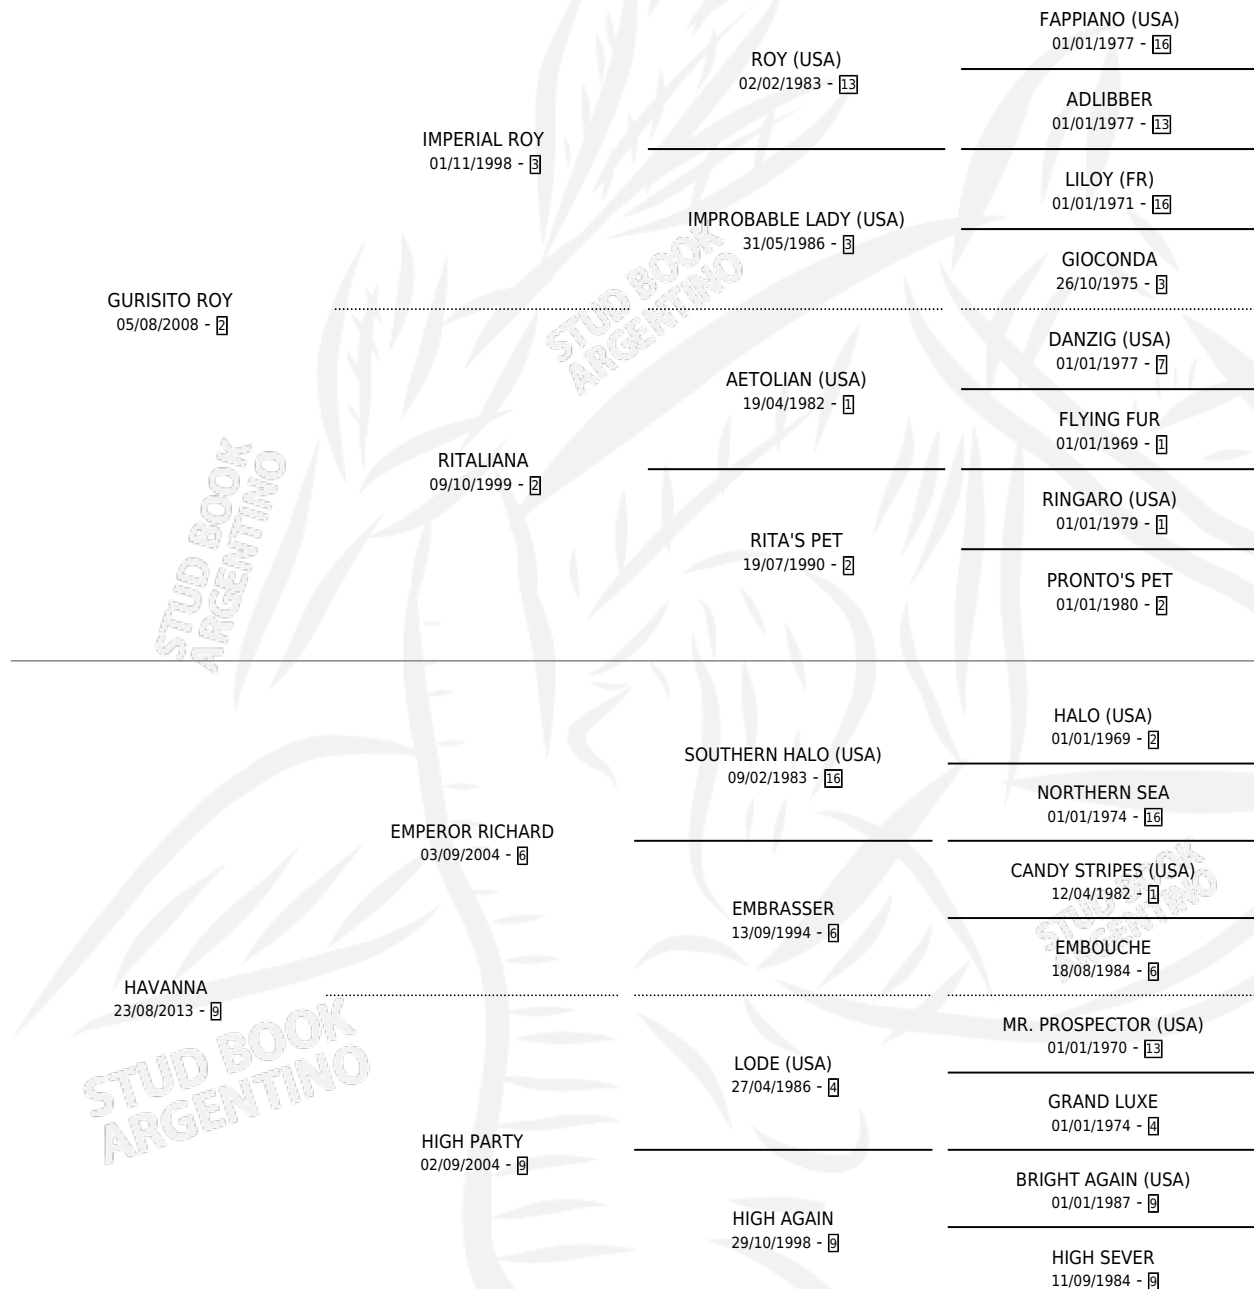 FAPPIANO (USA)
01/01/1977 - 16
ROY (USA)
02/02/1983 - 13
ADLIBBER
01/01/1977 - 13
IMPERIAL ROY
01/11/1998 - 3
LILOY (FR)
01/01/1971 - 16
IMPROBABLE LADY (USA)
31/05/1986 - 3
GIOCONDA
26/10/1975 - 3
GURISITO ROY
05/08/2008 - 2
DANZIG (USA)
01/01/1977 - 7
AETOLIAN (USA)
19/04/1982 - 1
FLYING FUR
01/01/1969 - 1
RITALIANA
09/10/1999 - 2
RINGARO (USA)
01/01/1979 - 1
RITA'S PET
19/07/1990 - 2
PRONTO'S PET
01/01/1980 - 2
HALO (USA)
01/01/1969 - 2
SOUTHERN HALO (USA)
09/02/1983 - 16
NORTHERN SEA
01/01/1974 - 16
EMPEROR RICHARD
03/09/2004 - 6
CANDY STRIPES (USA)
12/04/1982 - 1
EMBRASSER
13/09/1994 - 6
EMBOUCHE
18/08/1984 - 6
HAVANNA
23/08/2013 - 9
MR. PROSPECTOR (USA)
01/01/1970 - 13
LODE (USA)
27/04/1986 - 4
GRAND LUXE
01/01/1974 - 4
HIGH PARTY
02/09/2004 - 9
BRIGHT AGAIN (USA)
01/01/1987 - 9
HIGH AGAIN
29/10/1998 - 9
HIGH SEVER
11/09/1984 - 9
STUD BOOK
ARGENTINO
STUD BOOK
ARGENTINO
STUD BOOK
ARGENTINO
STUD BOOK
ARGENTINO